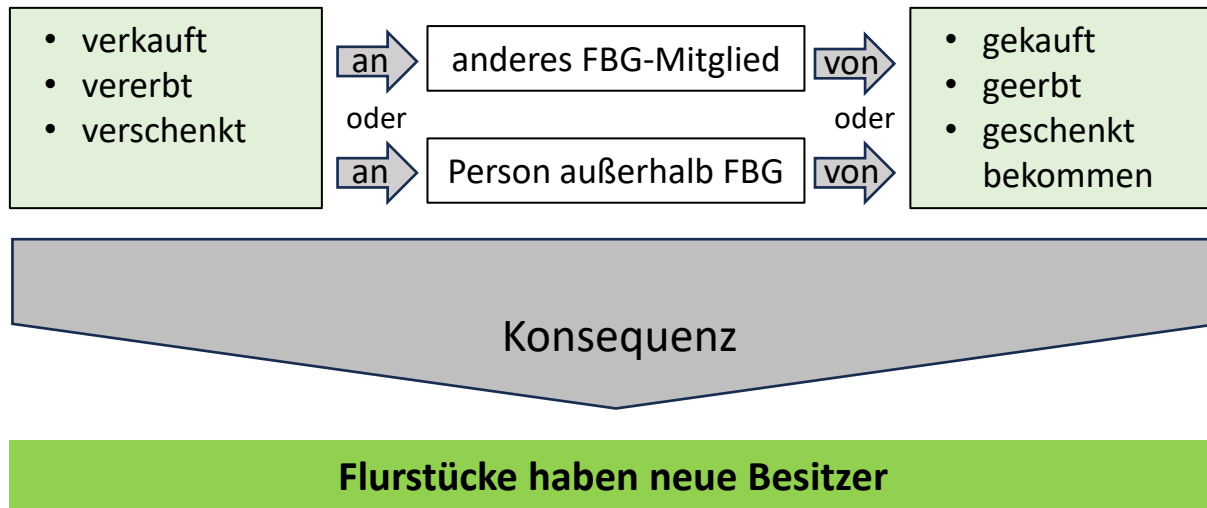 • verkauft
• vererbt
• verschenkt
an
anderes FBG-Mitglied
von
oder
oder
an
Person außerhalb FBG
von
• gekauft
• geerbt
• geschenkt
bekommen
Konsequenz
Flurstücke haben neue Besitzer